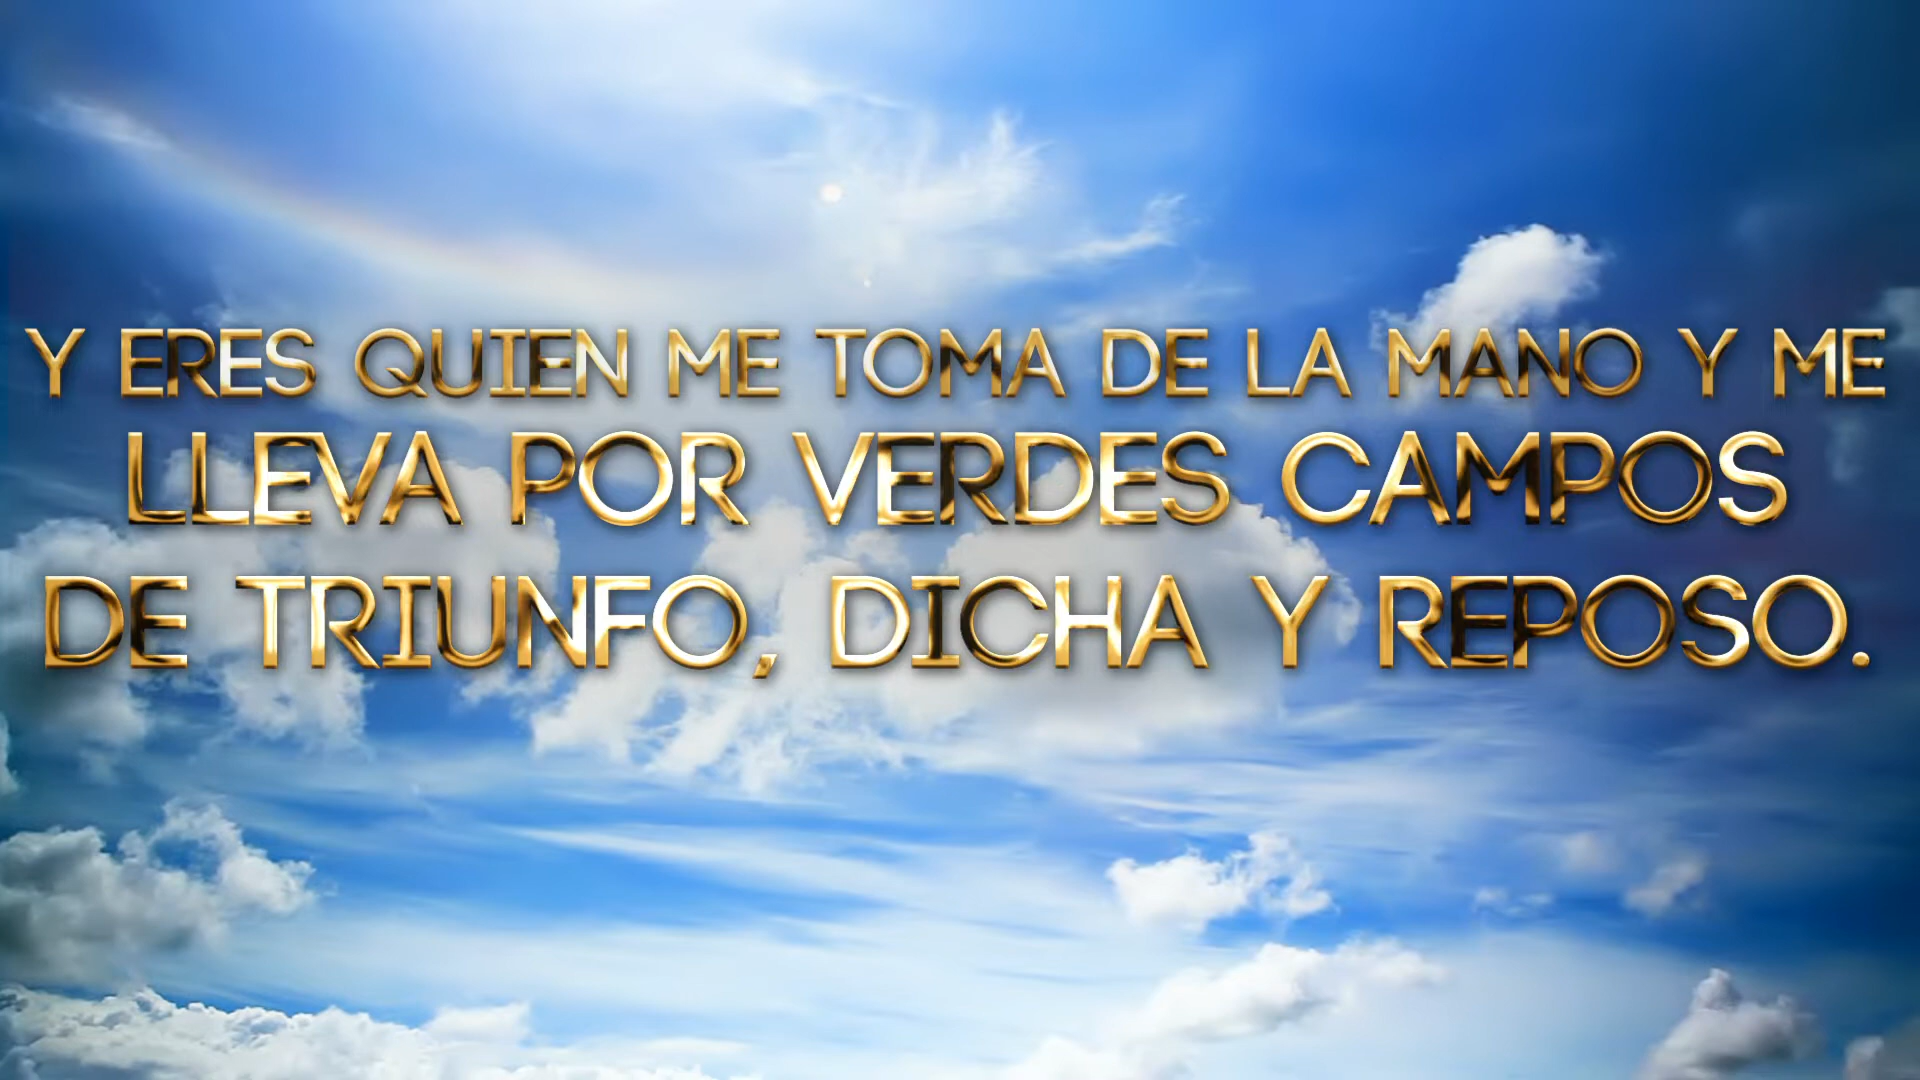 Y ERES QUIEN ME TOMA DE LA MANO Y ME
LLEVA POR VERDES CAMPOS
DE TRIUNFO, DICHA Y REPOSO.